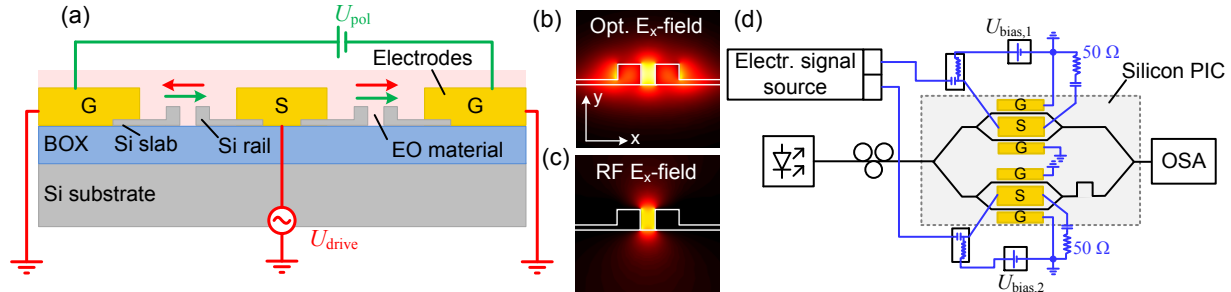 (a)
U_pol
Electrodes
G
S
G
BOX
Si slab
Si rail
EO material
Si substrate
U_drive
(b)
Opt. E_x-field
y
x
(c)
RF E_x-field
(d)
U_bias,1
50 Ω
Electr. signal
source
Silicon PIC
G
S
G
G
S
G
OSA
50 Ω
U_bias,2